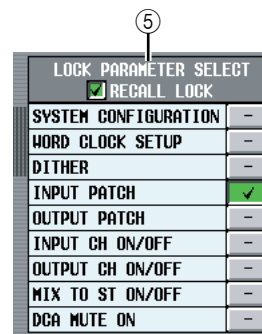 5
LOCK PARAMETER SELECT
RECALL LOCK
SYSTEM CONFIGURATION –
WORD CLOCK SETUP –
DITHER –
INPUT PATCH ✓
OUTPUT PATCH –
INPUT CH ON/OFF –
OUTPUT CH ON/OFF –
MIX TO ST ON/OFF –
DCA MUTE ON –